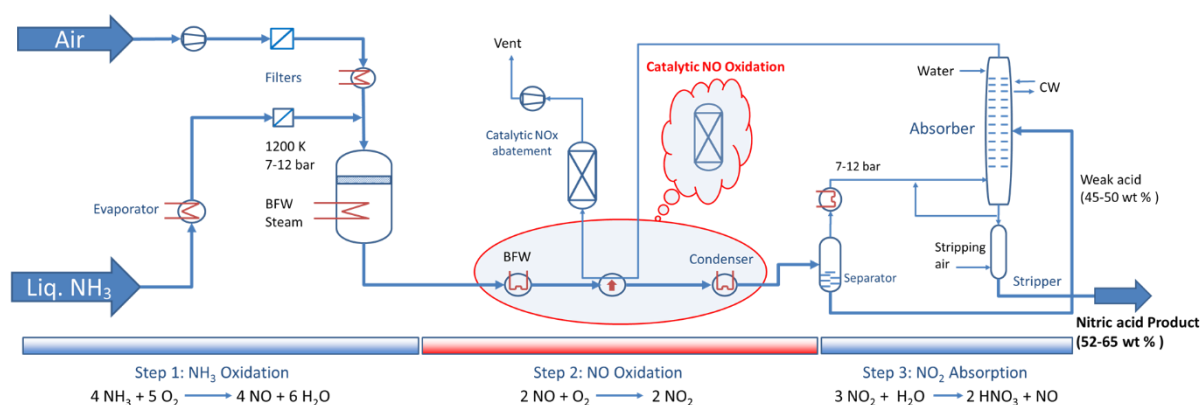 Air
Filters
Evaporator
Liq. NH₃
1200 K
7-12 bar
BFW
Steam
Vent
Catalytic NOx
abatement
Catalytic NO Oxidation
BFW
Condenser
Water
CW
Absorber
7-12 bar
Weak acid
(45-50 wt % )
Separator
Stripping
air
Stripper
Nitric acid Product
(52-65 wt % )
Step 1: NH₃ Oxidation
4 NH₃ + 5 O₂ ⟶ 4 NO + 6 H₂O
Step 2: NO Oxidation
2 NO + O₂ ⟶ 2 NO₂
Step 3: NO₂ Absorption
3 NO₂ + H₂O ⟶ 2 HNO₃ + NO